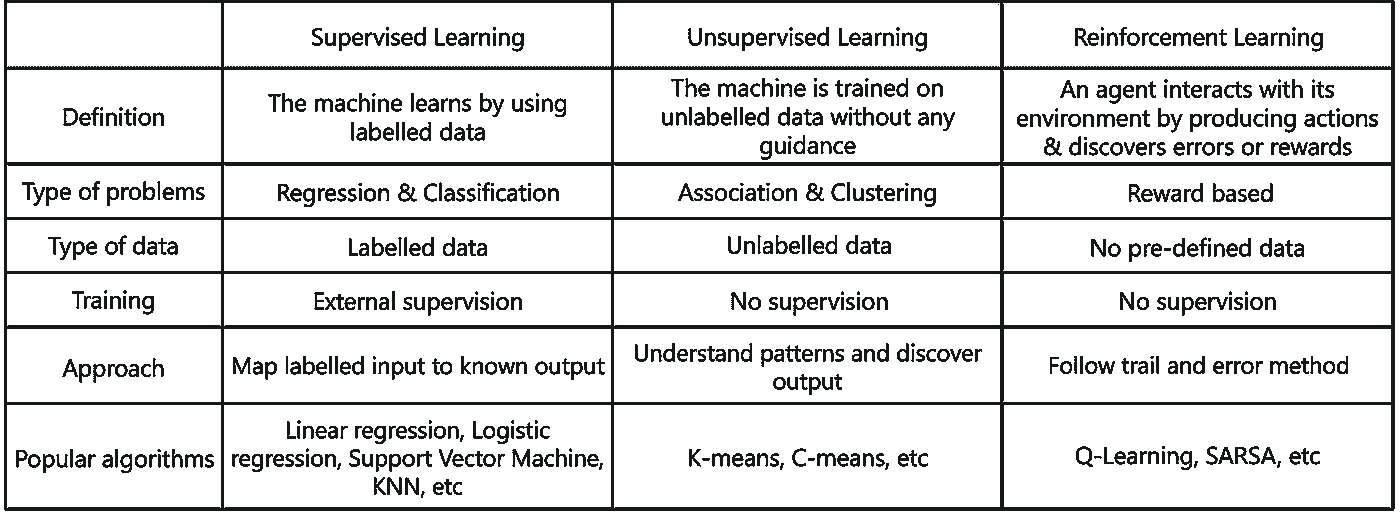 Supervised Learning
Unsupervised Learning
Reinforcement Learning
Definition
The machine learns by using
labelled data
The machine is trained on
unlabelled data without any
guidance
An agent interacts with its
environment by producing actions
& discovers errors or rewards
Type of problems
Regression & Classification
Association & Clustering
Reward based
Type of data
Labelled data
Unlabelled data
No pre-defined data
Training
External supervision
No supervision
No supervision
Approach
Map labelled input to known output
Understand patterns and discover
output
Follow trail and error method
Popular algorithms
Linear regression, Logistic
regression, Support Vector Machine,
KNN, etc
K-means, C-means, etc
Q-Learning, SARSA, etc